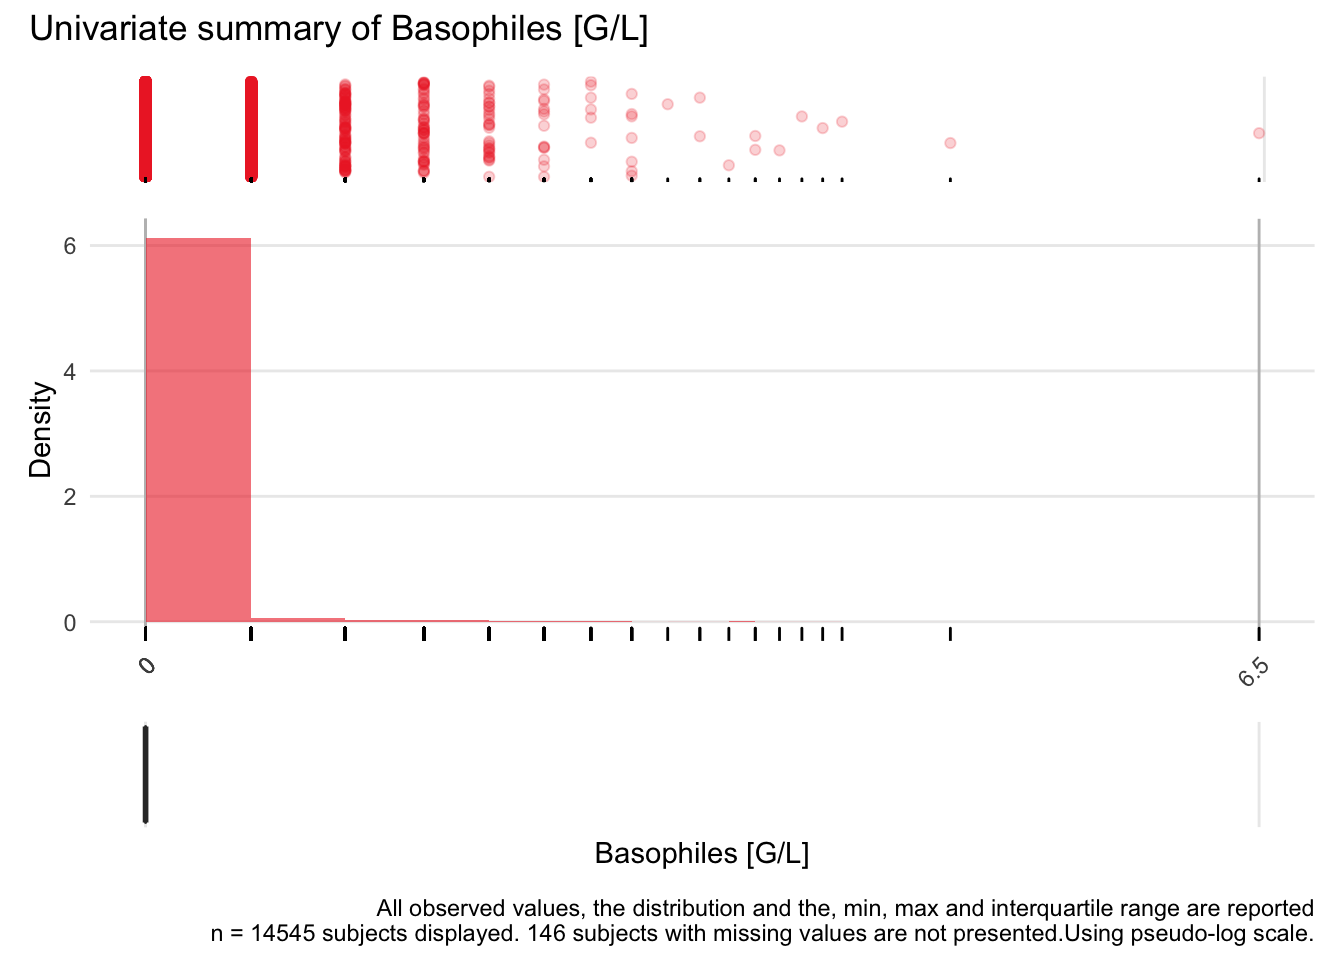 Univariate summary of Basophiles [G/L]
6
4
2
0
Density
0
6.5
Basophiles [G/L]
All observed values, the distribution and the, min, max and interquartile range are reported
n = 14545 subjects displayed. 146 subjects with missing values are not presented.Using pseudo-log scale.